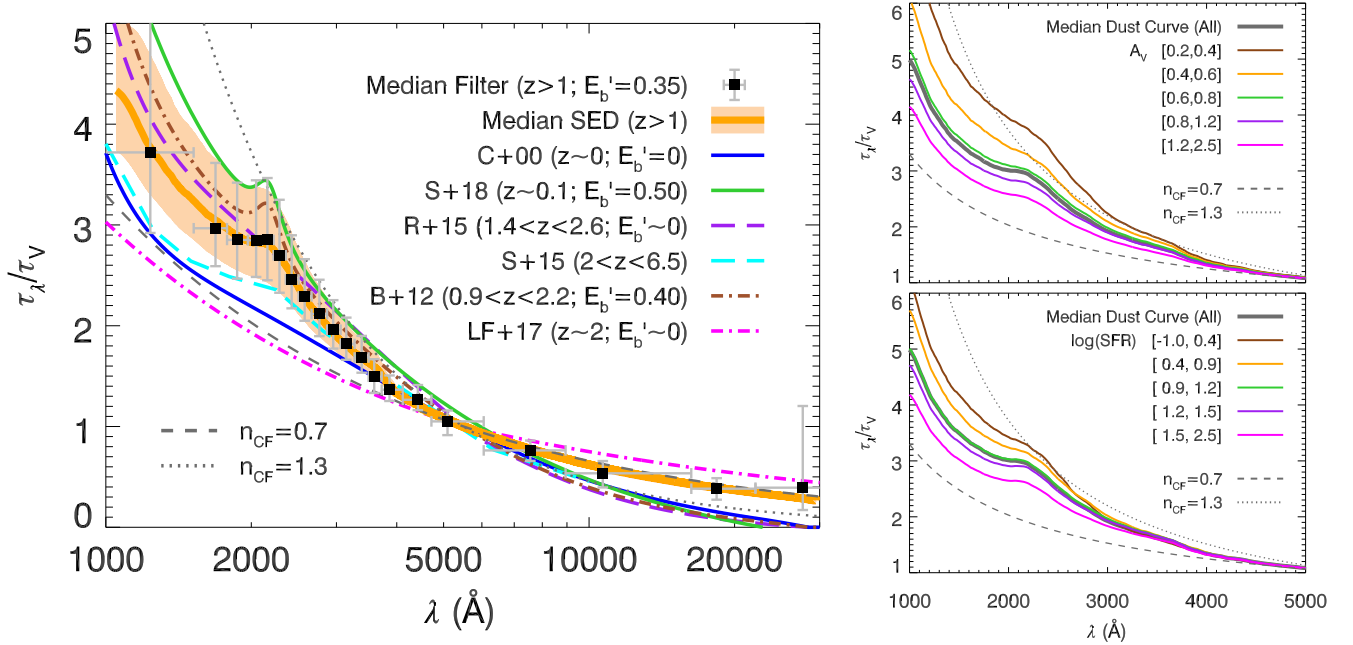 5
4
3
2
1
0
τλ/τV
1000
2000
5000
10000
20000
λ (Å)
Median Filter (z>1; Eb'=0.35)
Median SED (z>1)
C+00 (z~0; Eb'=0)
S+18 (z~0.1; Eb'=0.50)
R+15 (1.4<z<2.6; Eb'~0)
S+15 (2<z<6.5)
B+12 (0.9<z<2.2; Eb'=0.40)
LF+17 (z~2; Eb'~0)
nCF=0.7
nCF=1.3
6
5
4
3
2
1
τλ/τV
Median Dust Curve (All)
AV [0.2,0.4]
[0.4,0.6]
[0.6,0.8]
[0.8,1.2]
[1.2,2.5]
nCF=0.7
nCF=1.3
6
5
4
3
2
1
τλ/τV
Median Dust Curve (All)
log(SFR) [-1.0, 0.4]
[ 0.4, 0.9]
[ 0.9, 1.2]
[ 1.2, 1.5]
[ 1.5, 2.5]
nCF=0.7
nCF=1.3
1000
2000
3000
4000
5000
λ (Å)